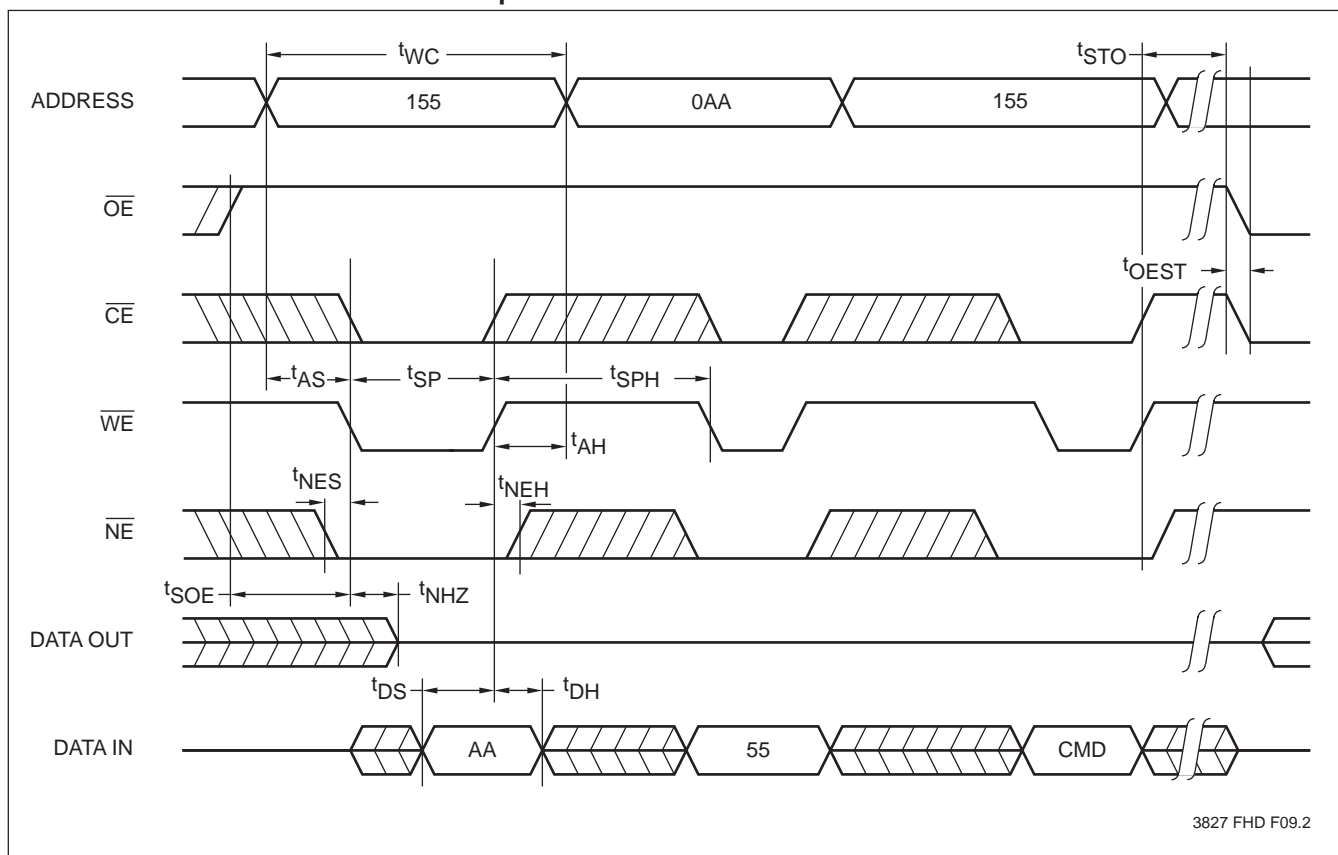 tWC
tSTO
ADDRESS
155
0AA
155
OE
tOEST
CE
tAS
tSP
tSPH
WE
tAH
tNES
tNEH
NE
tSOE
tNHZ
DATA OUT
tDS
tDH
DATA IN
AA
55
CMD
3827 FHD F09.2